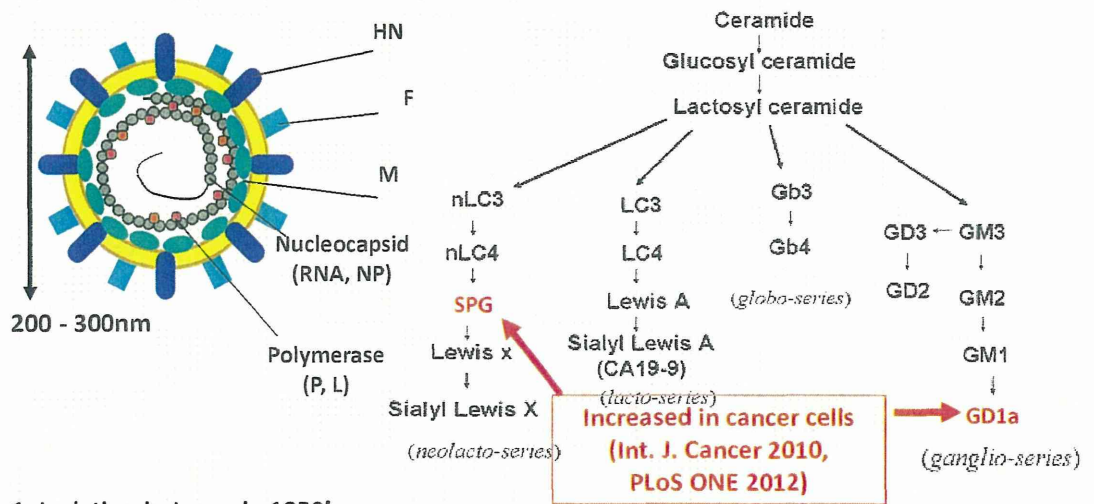 HN
F
M
Nucleocapsid
(RNA, NP)
Polymerase
(P, L)
200 - 300nm
Ceramide
Glucosyl ceramide
Lactosyl ceramide
nLC3
nLC4
SPG
Lewis x
Sialyl Lewis X
(neolacto-series)
LC3
LC4
Lewis A
Sialyl Lewis A
(CA19-9)
(lacto-series)
Gb3
Gb4
(globo-series)
GD3
GM3
GD2
GM2
GM1
GD1a
(ganglio-series)
Increased in cancer cells
(Int. J. Cancer 2010,
PLoS ONE 2012)